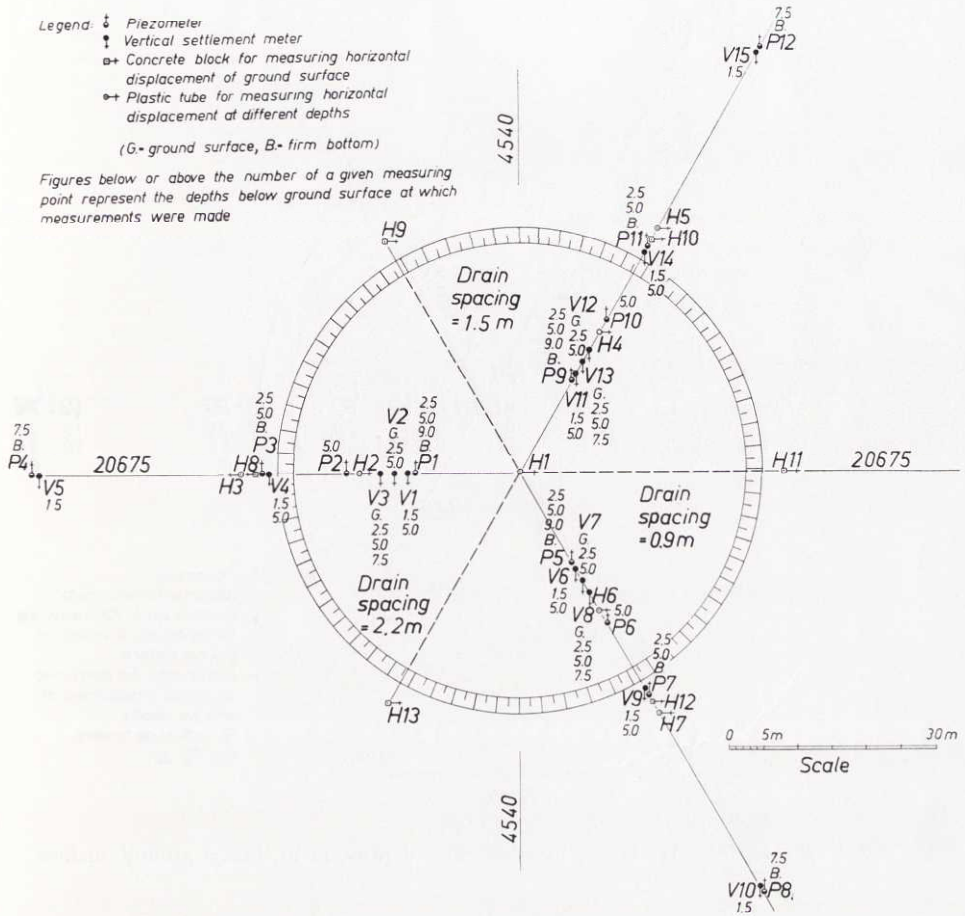 Legend: Piezometer
Vertical settlement meter
Concrete block for measuring horizontal
displacement of ground surface
Plastic tube for measuring horizontal
displacement at different depths
(G.= ground surface, B.= firm bottom)
Figures below or above the number of a given measuring
point represent the depths below ground surface at which
measurements were made
4540
7.5
B.
P12
V15
1.5
H9
2.5
5.0
B.
P11
H5
H10
V14
1.5
5.0
Drain
spacing
= 1.5 m
V12
G.
2.5
5.0
5.0
P10
H4
2.5
5.0
9.0
B.
P9
V13
G.
2.5
5.0
7.5
V11
1.5
5.0
7.5
B.
P4
V5
1.5
20675
2.5
5.0
B.
P3
H8
H3
V4
1.5
5.0
5.0
P2
H2
V2
G.
2.5
5.0
2.5
5.0
9.0
B.
P1
V3
G.
2.5
5.0
7.5
V1
1.5
5.0
H1
H11
20675
Drain
spacing
= 0.9 m
2.5
5.0
9.0
B.
P5
V7
G.
2.5
5.0
V6
1.5
5.0
H6
5.0
P6
V8
G.
2.5
5.0
7.5
Drain
spacing
= 2.2 m
H13
2.5
5.0
B
P7
V9
1.5
5.0
H12
H7
0 5m 30 m
Scale
4540
7.5
B.
V10
P8
1.5